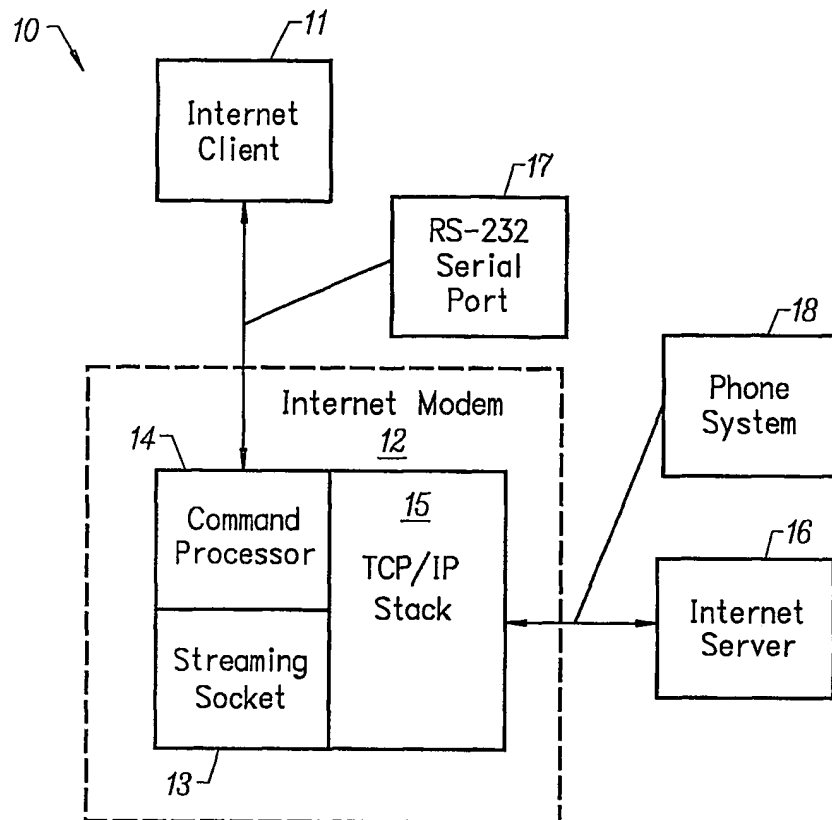 10
11
Internet
Client
17
RS-232
Serial
Port
18
Phone
System
Internet Modem
12
14
Command
Processor
15
TCP/IP
Stack
16
Internet
Server
Streaming
Socket
13